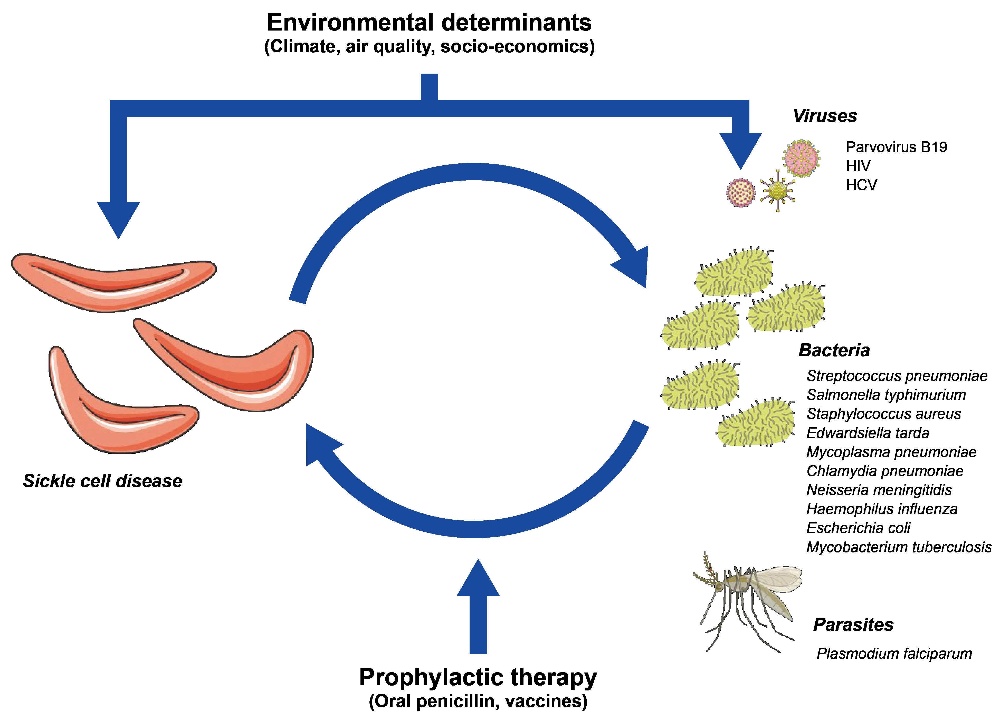 Environmental determinants
(Climate, air quality, socio-economics)
Viruses
Parvovirus B19
HIV
HCV
Bacteria
Streptococcus pneumoniae
Salmonella typhimurium
Staphylococcus aureus
Edwardsiella tarda
Mycoplasma pneumoniae
Chlamydia pneumoniae
Neisseria meningitidis
Haemophilus influenza
Escherichia coli
Mycobacterium tuberculosis
Sickle cell disease
Parasites
Plasmodium falciparum
Prophylactic therapy
(Oral penicillin, vaccines)